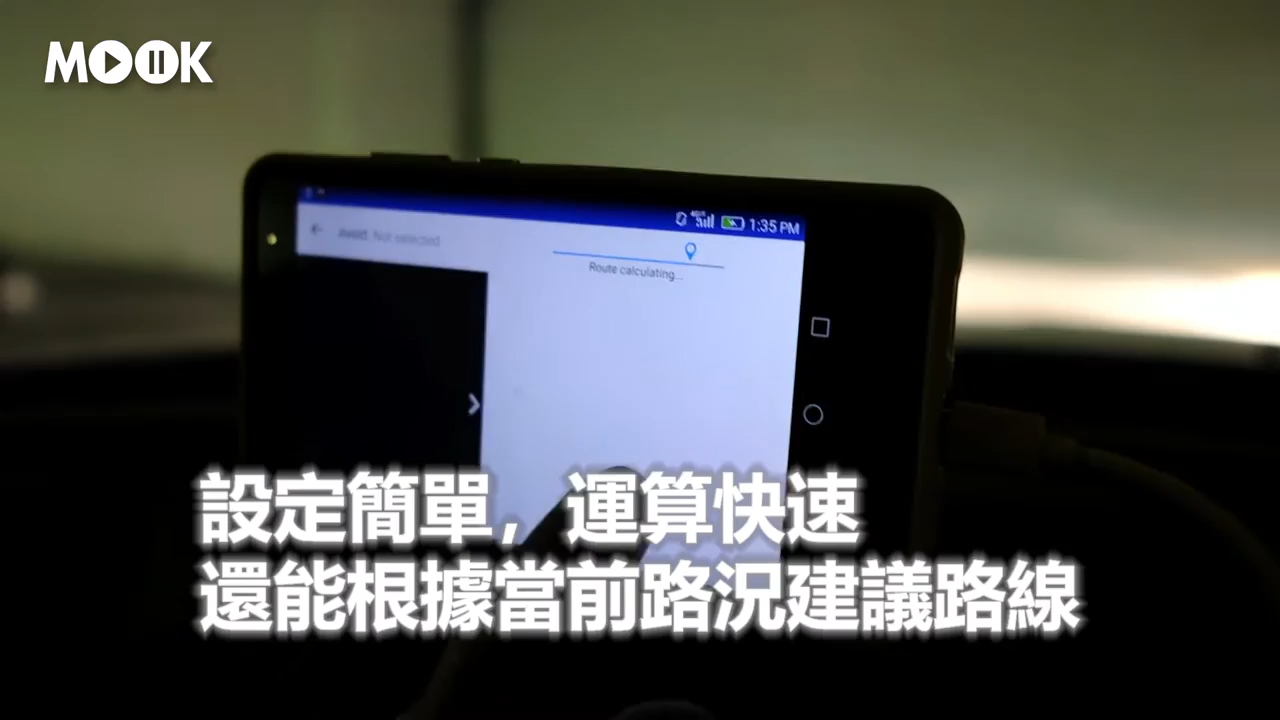 MOOK
1:35 PM
avoid: Not selected
Route calculating...
設定簡單，運算快速
還能根據當前路況建議路線